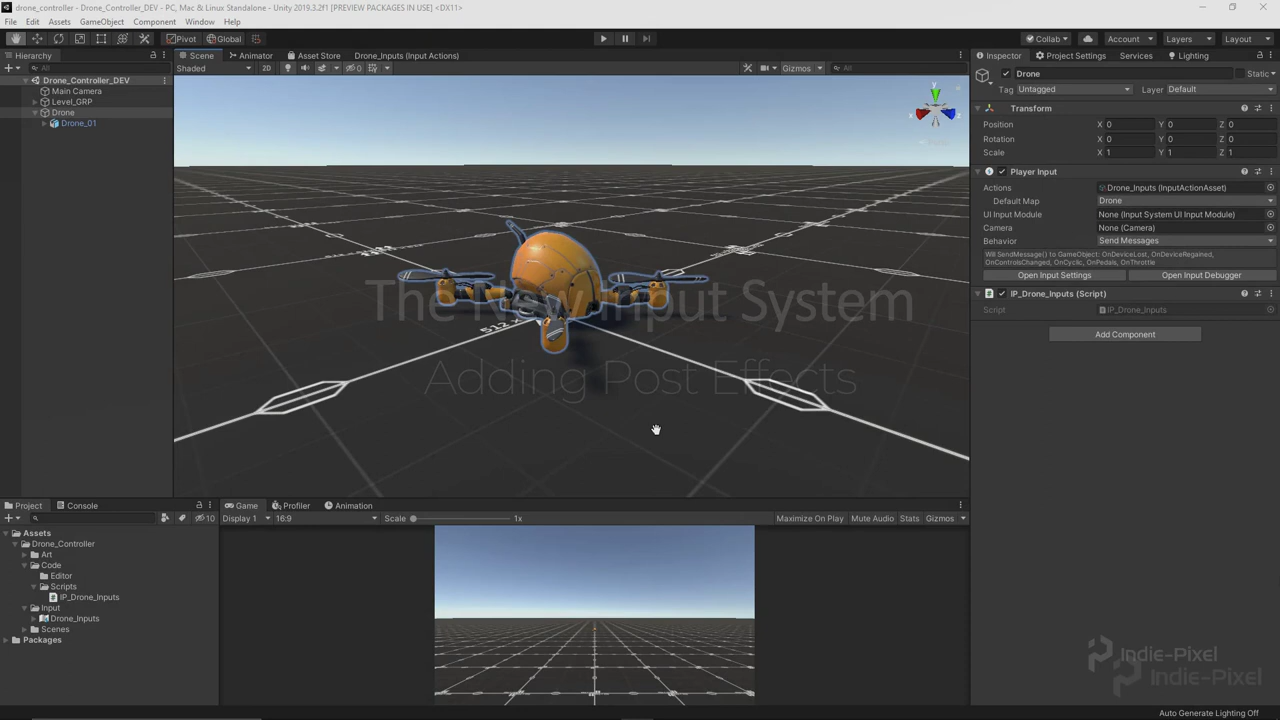 drone_controller - Drone_Controller_DEV - PC, Mac & Linux Standalone - Unity 2019.3.2f1 [PREVIEW PACKAGES IN USE] <DX11>
File Edit Assets GameObject Component Window Help
Pivot Global Collab Account Layers Layout
Hierarchy Scene Animator Asset Store Drone_Inputs (Input Actions) Inspector Project Settings Services Lighting
All Shaded 2D 0 Gizmos All
Drone_Controller_DEV
Main Camera
Level_GRP
Drone
Drone_01
Drone Static
Tag Untagged Layer Default
Transform
Position X 0 Y 0 Z 0
Rotation X 0 Y 0 Z 0
Scale X 1 Y 1 Z 1
Player Input
Actions Drone_Inputs (InputActionAsset)
Default Map Drone
UI Input Module None (Input System UI Input Module)
Camera None (Camera)
Behavior Send Messages
Will SendMessage() to GameObject: OnDeviceLost, OnDeviceRegained,
OnControlsChanged, OnCyclic, OnPedals, OnThrottle
Open Input Settings Open Input Debugger
IP_Drone_Inputs (Script)
Script IP_Drone_Inputs
Add Component
y x z
512 x
The New Input System
Adding Post Effects
Project Console Game Profiler Animation
10 Display 1 16:9 Scale 1x Maximize On Play Mute Audio Stats Gizmos
Assets
Drone_Controller
Art
Code
Editor
Scripts
IP_Drone_Inputs
Input
Drone_Inputs
Scenes
Packages
Indie-Pixel
Indie-Pixel
Auto Generate Lighting Off